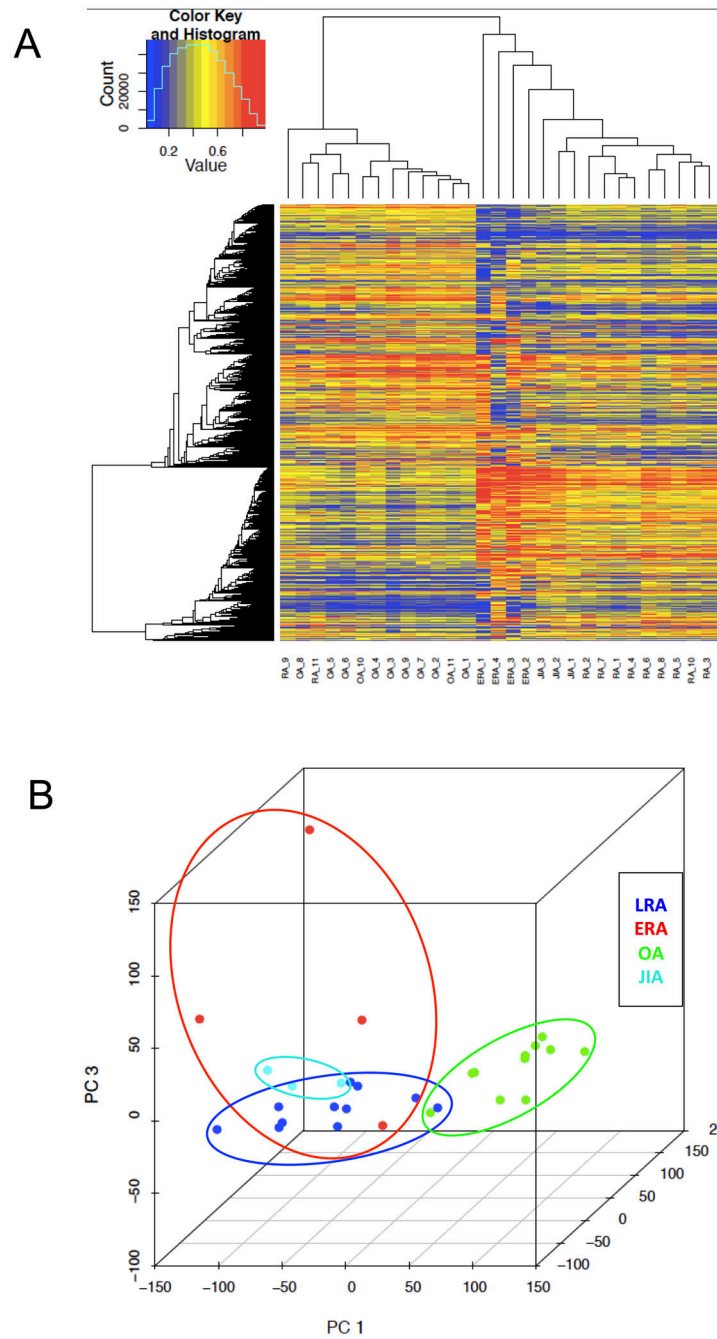 A
Color Key
and Histogram
Count
0 20000
0.2 0.6
Value
RA_9
OA_8
RA_11
OA_5
OA_6
OA_10
OA_4
OA_3
OA_9
OA_7
OA_2
OA_11
OA_1
ERA_1
ERA_4
ERA_3
ERA_2
JIA_3
JIA_2
JIA_1
RA_2
RA_7
RA_1
RA_4
RA_6
RA_8
RA_5
RA_10
RA_3
B
LRA
ERA
OA
JIA
PC 3
150
100
50
0
−50
−100
2
150
100
50
0
−50
−100
−150 −100 −50 0 50 100 150
PC 1